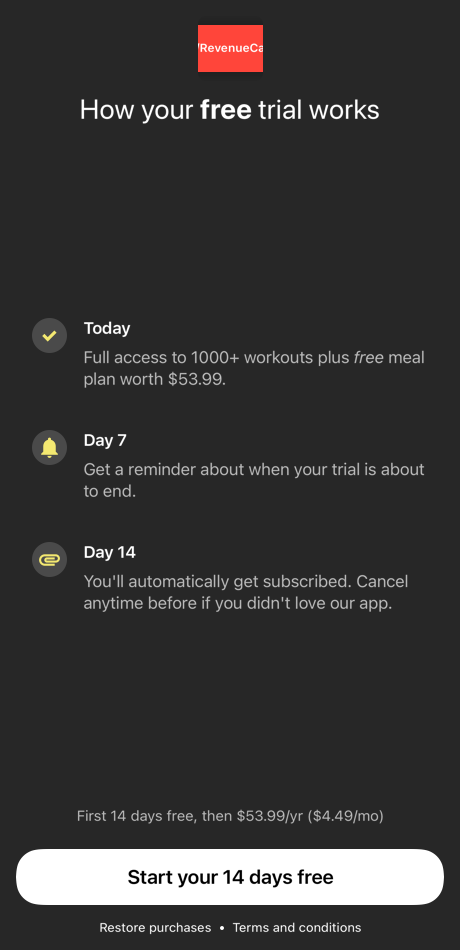 RevenueCa
How your free trial works
Today
Full access to 1000+ workouts plus free meal
plan worth $53.99.
Day 7
Get a reminder about when your trial is about
to end.
Day 14
You'll automatically get subscribed. Cancel
anytime before if you didn't love our app.
First 14 days free, then $53.99/yr ($4.49/mo)
Start your 14 days free
Restore purchases • Terms and conditions